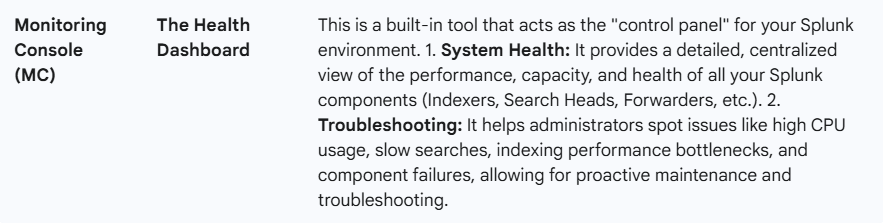 Monitoring Console (MC)
The Health Dashboard
This is a built-in tool that acts as the "control panel" for your Splunk
environment. 1. System Health: It provides a detailed, centralized
view of the performance, capacity, and health of all your Splunk
components (Indexers, Search Heads, Forwarders, etc.). 2.
Troubleshooting: It helps administrators spot issues like high CPU
usage, slow searches, indexing performance bottlenecks, and
component failures, allowing for proactive maintenance and
troubleshooting.